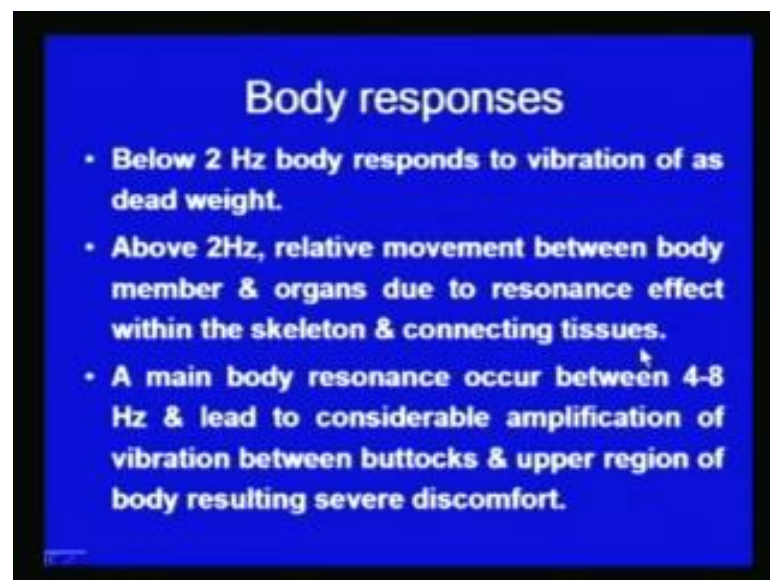 Body responses
• Below 2 Hz body responds to vibration of as
dead weight.
• Above 2Hz, relative movement between body
member & organs due to resonance effect
within the skeleton & connecting tissues.
• A main body resonance occur between 4-8
Hz & lead to considerable amplification of
vibration between buttocks & upper region of
body resulting severe discomfort.